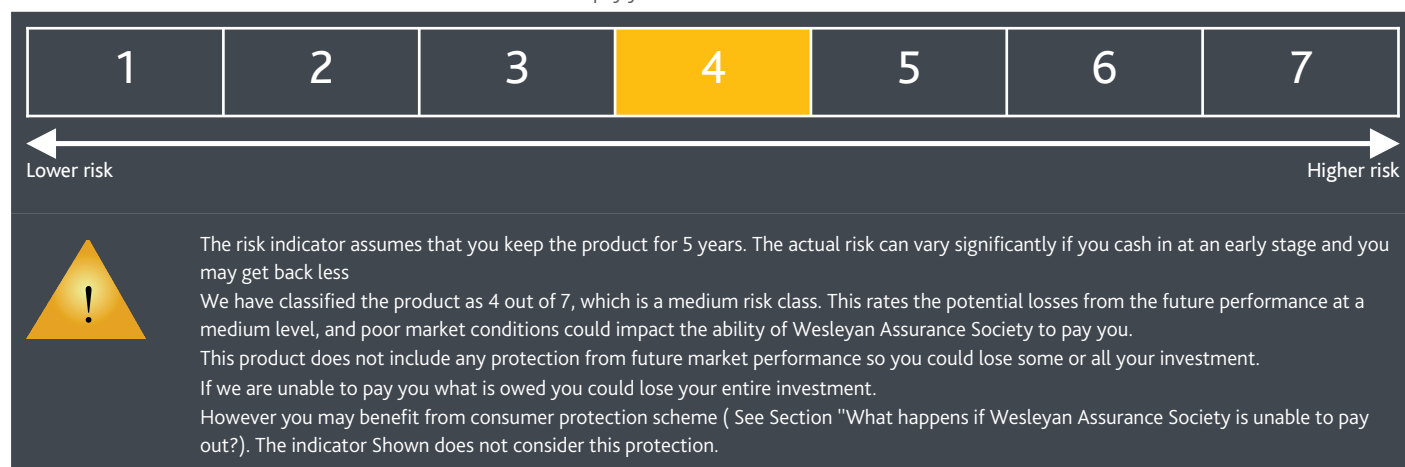 1 2 3 4 5 6 7
Lower risk Higher risk
The risk indicator assumes that you keep the product for 5 years. The actual risk can vary significantly if you cash in at an early stage and you
may get back less
!
We have classified the product as 4 out of 7, which is a medium risk class. This rates the potential losses from the future performance at a
medium level, and poor market conditions could impact the ability of Wesleyan Assurance Society to pay you.
This product does not include any protection from future market performance so you could lose some or all your investment.
If we are unable to pay you what is owed you could lose your entire investment.
However you may benefit from consumer protection scheme ( See Section "What happens if Wesleyan Assurance Society is unable to pay
out?). The indicator Shown does not consider this protection.